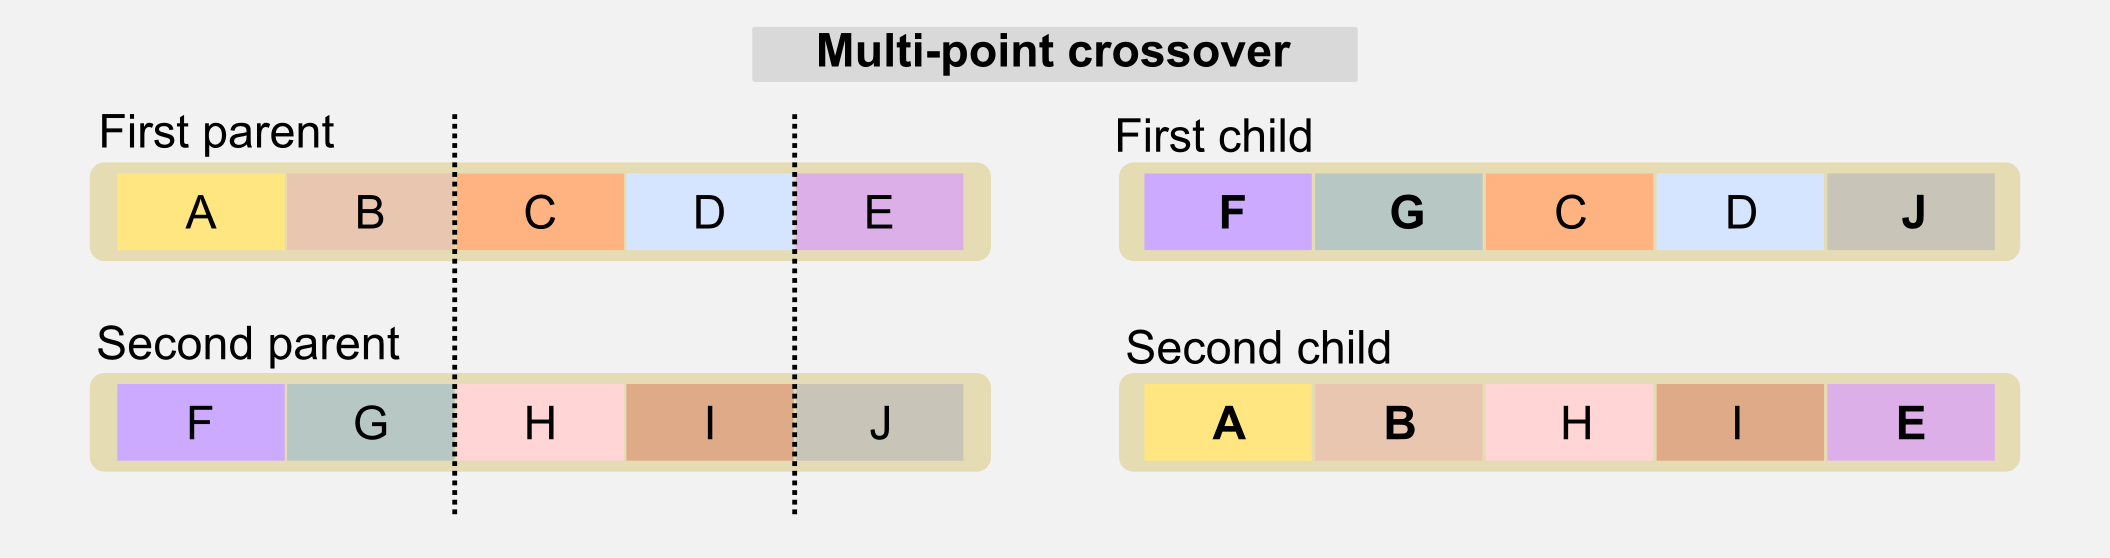 Multi-point crossover
First parent
A B C D E
Second parent
F G H I J
First child
F G C D J
Second child
A B H I E